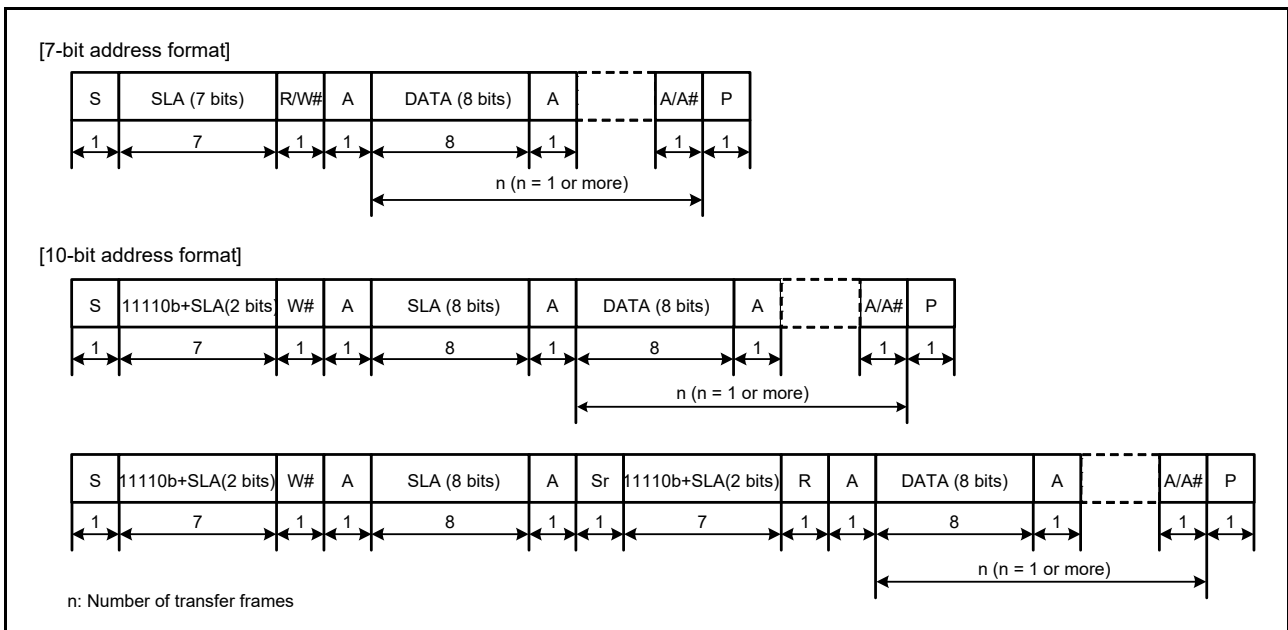 [7-bit address format]
S SLA (7 bits) R/W# A DATA (8 bits) A A/A# P
1 7 1 1 8 1 1 1
n (n = 1 or more)
[10-bit address format]
S 11110b+SLA(2 bits) W# A SLA (8 bits) A DATA (8 bits) A A/A# P
1 7 1 1 8 1 8 1 1 1
n (n = 1 or more)
S 11110b+SLA(2 bits) W# A SLA (8 bits) A Sr 11110b+SLA(2 bits) R A DATA (8 bits) A A/A# P
1 7 1 1 8 1 1 7 1 1 8 1 1 1
n (n = 1 or more)
n: Number of transfer frames